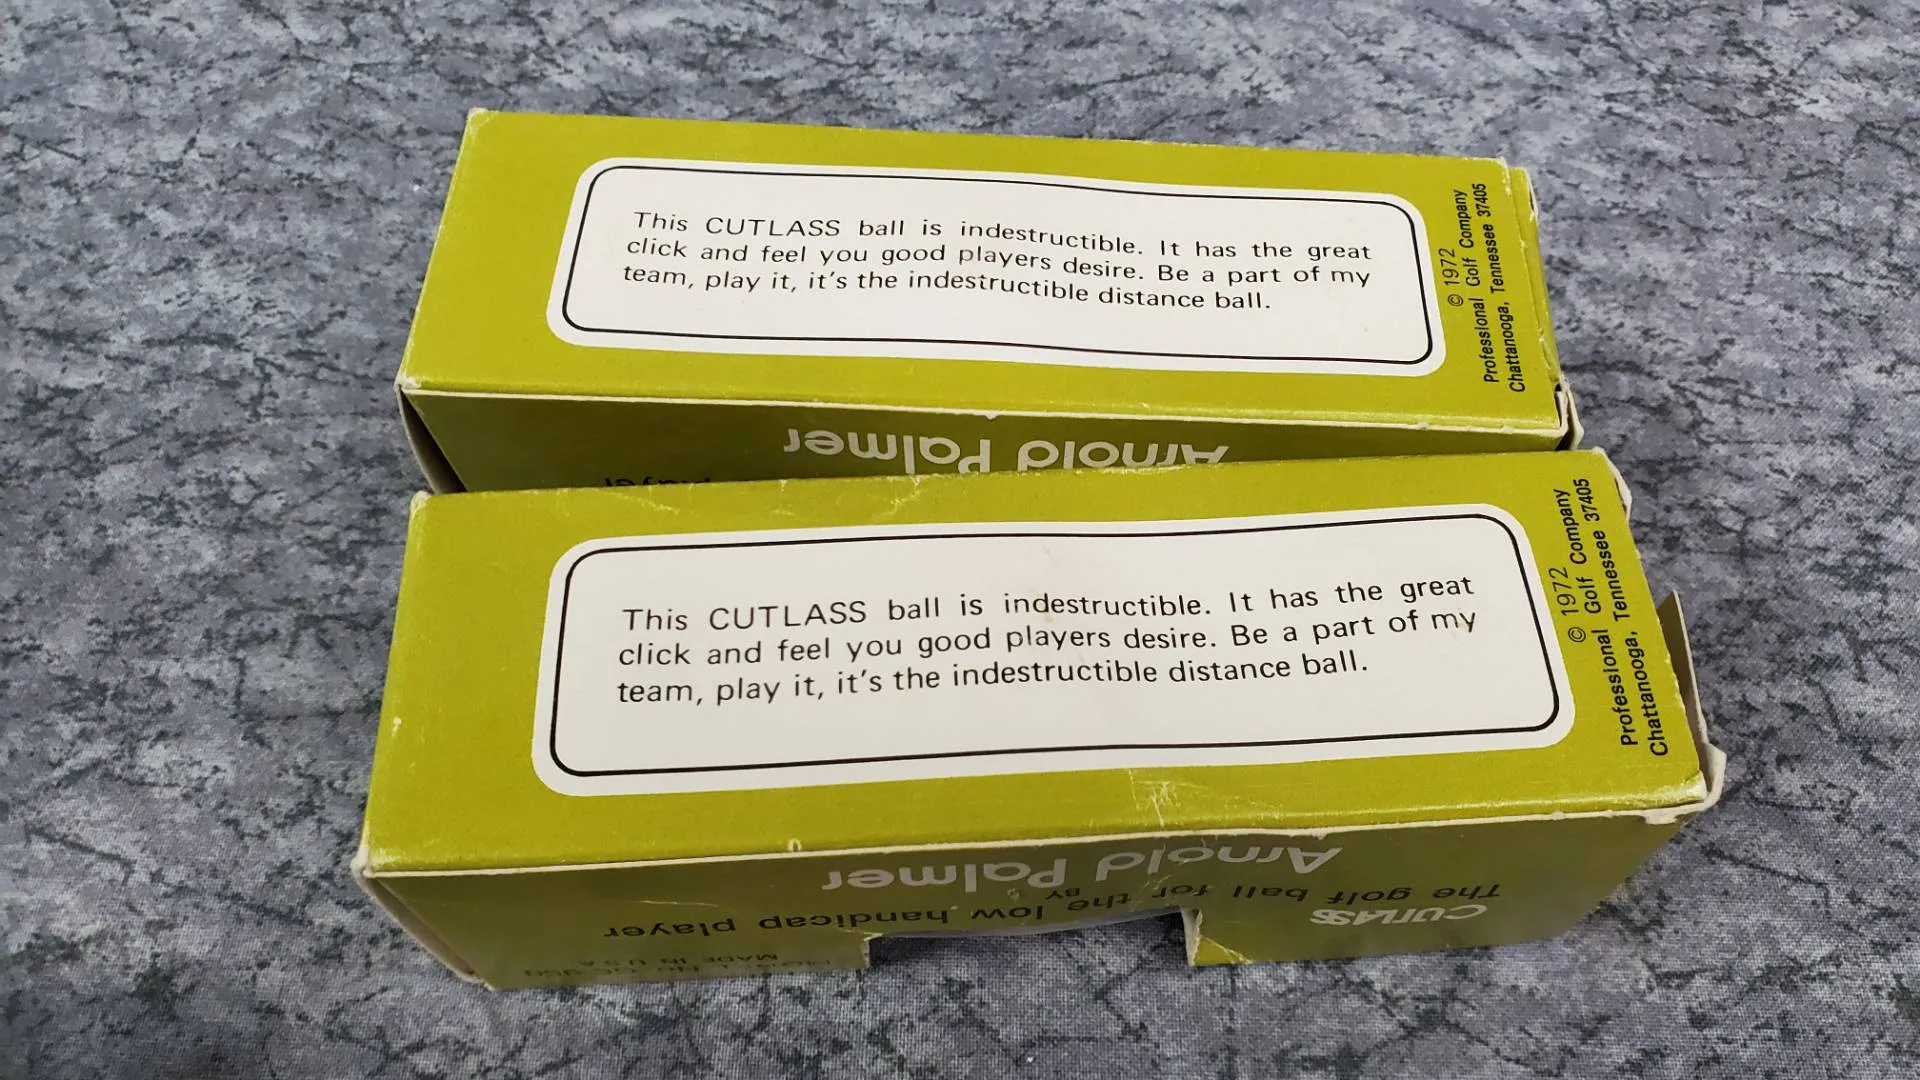 This CUTLASS ball is indestructible. It has the great
click and feel you good players desire. Be a part of my
team, play it, it's the indestructible distance ball.
© 1972
Professional Golf Company
Chattanooga, Tennessee 37405
Arnold Palmer
player
This CUTLASS ball is indestructible. It has the great
click and feel you good players desire. Be a part of my
team, play it, it's the indestructible distance ball.
© 1972
Professional Golf Company
Chattanooga, Tennessee 37405
CUTLASS
The golf ball for the low handicap player
BY
Arnold Palmer
MADE IN U.S.A.